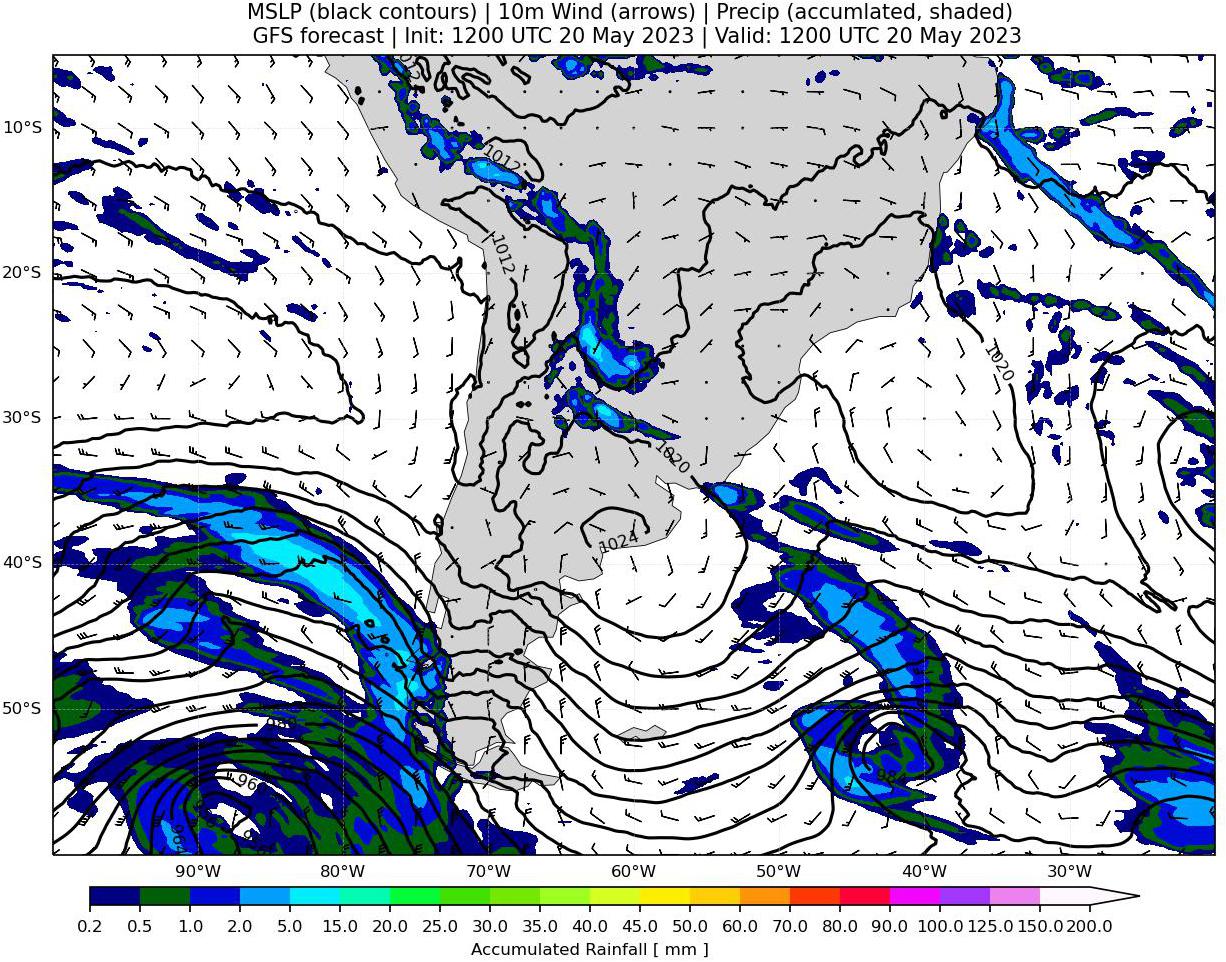 MSLP (black contours) | 10m Wind (arrows) | Precip (accumlated, shaded)
GFS forecast | Init: 1200 UTC 20 May 2023 | Valid: 1200 UTC 20 May 2023
10°S
1012
1012
20°S
1020
30°S
1020
1024
40°S
50°S
984
964
90°W 80°W 70°W 60°W 50°W 40°W 30°W
0.2 0.5 1.0 2.0 5.0 10.0 15.0 20.0 25.0 30.0 35.0 40.0 45.0 50.0 60.0 70.0 80.0 90.0 100.0 125.0 150.0 200.0
Accumulated Rainfall [ mm ]